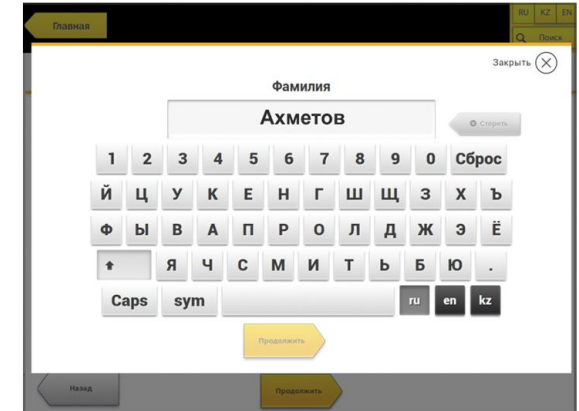 Главная
RU KZ EN
Поиск
Закрыть
Фамилия
Ахметов
Стереть
1 2 3 4 5 6 7 8 9 0 Сброс
Й Ц У К Е Н Г Ш Щ З Х Ъ
Ф Ы В А П Р О Л Д Ж Э Ё
Я Ч С М И Т Ь Б Ю .
Caps sym ru en kz
Продолжить
Назад
Продолжить